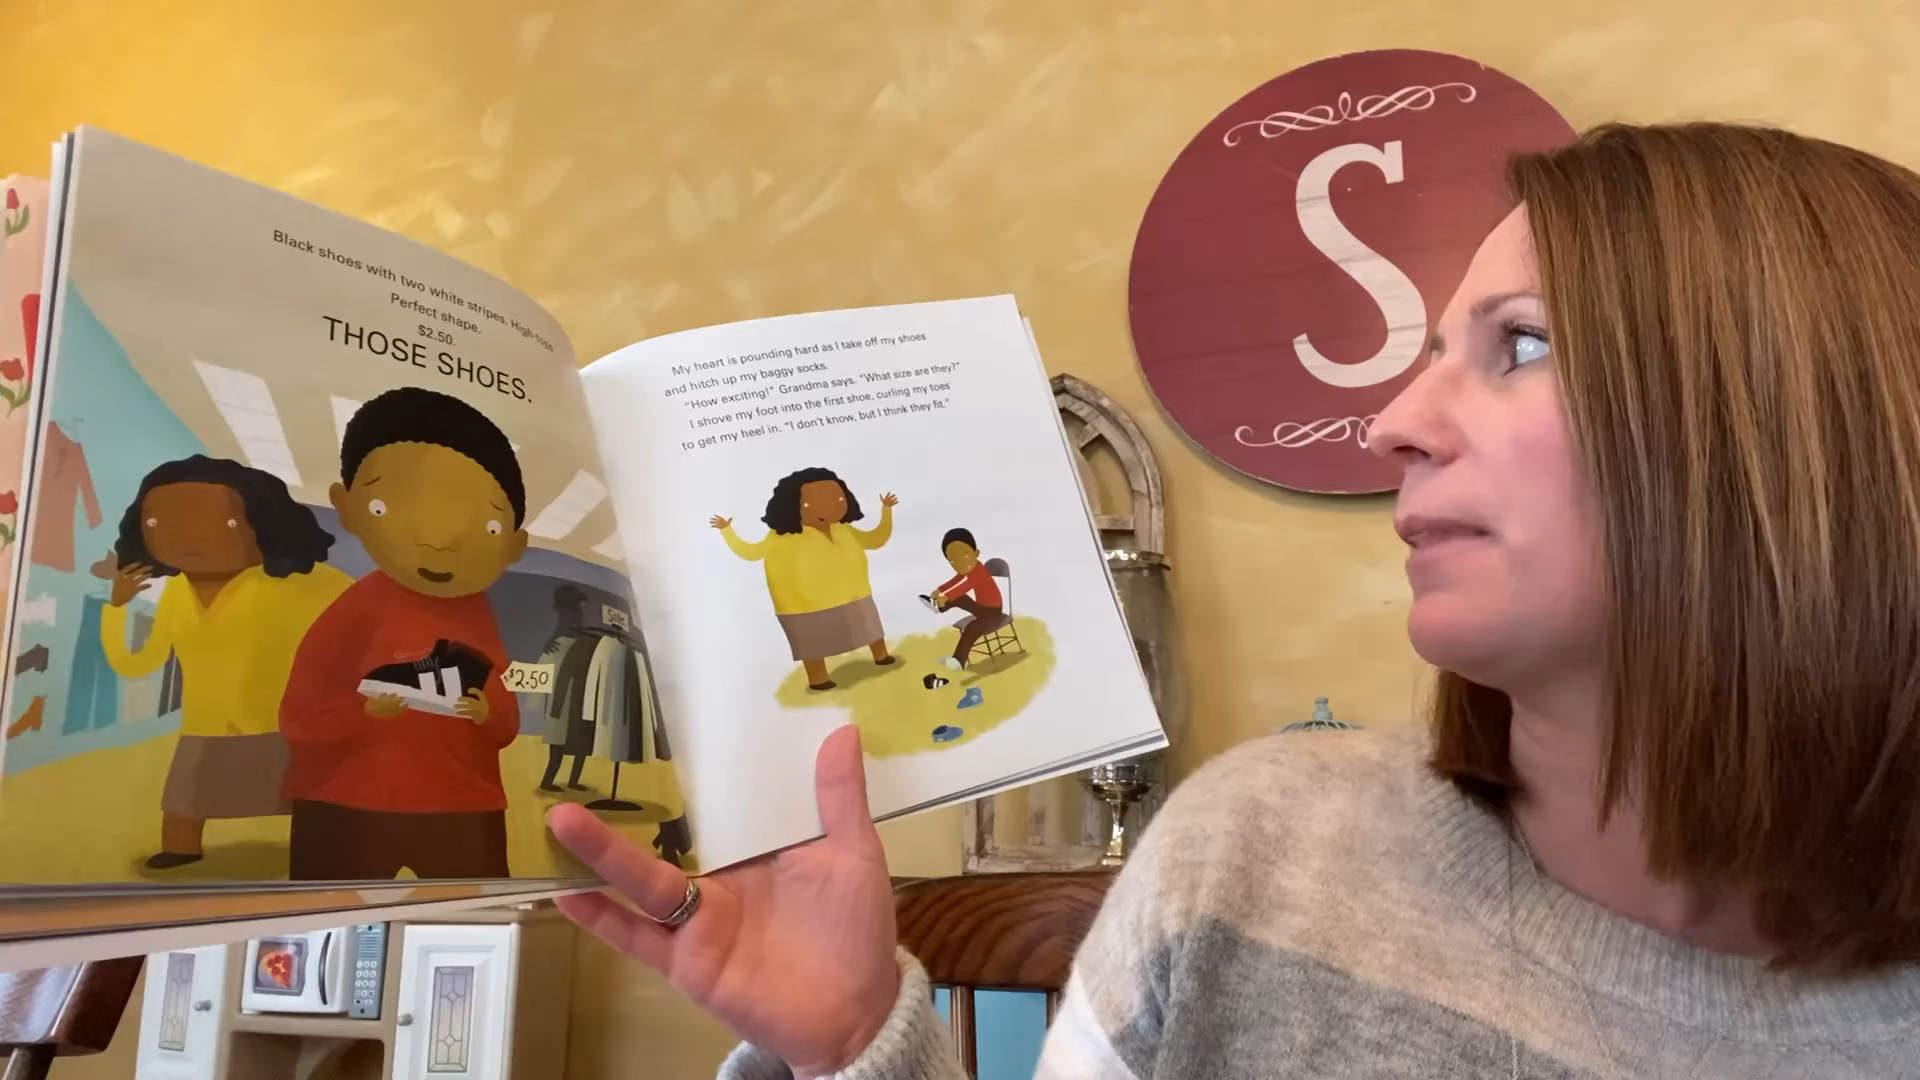 Black shoes with two white stripes. High-tops.
Perfect shape.
$2.50.
THOSE SHOES.
Sale
$2.50
My heart is pounding hard as I take off my shoes
and hitch up my baggy socks.
"How exciting!" Grandma says. "What size are they?"
I shove my foot into the first shoe, curling my toes
to get my heel in. "I don't know, but I think they fit."
S